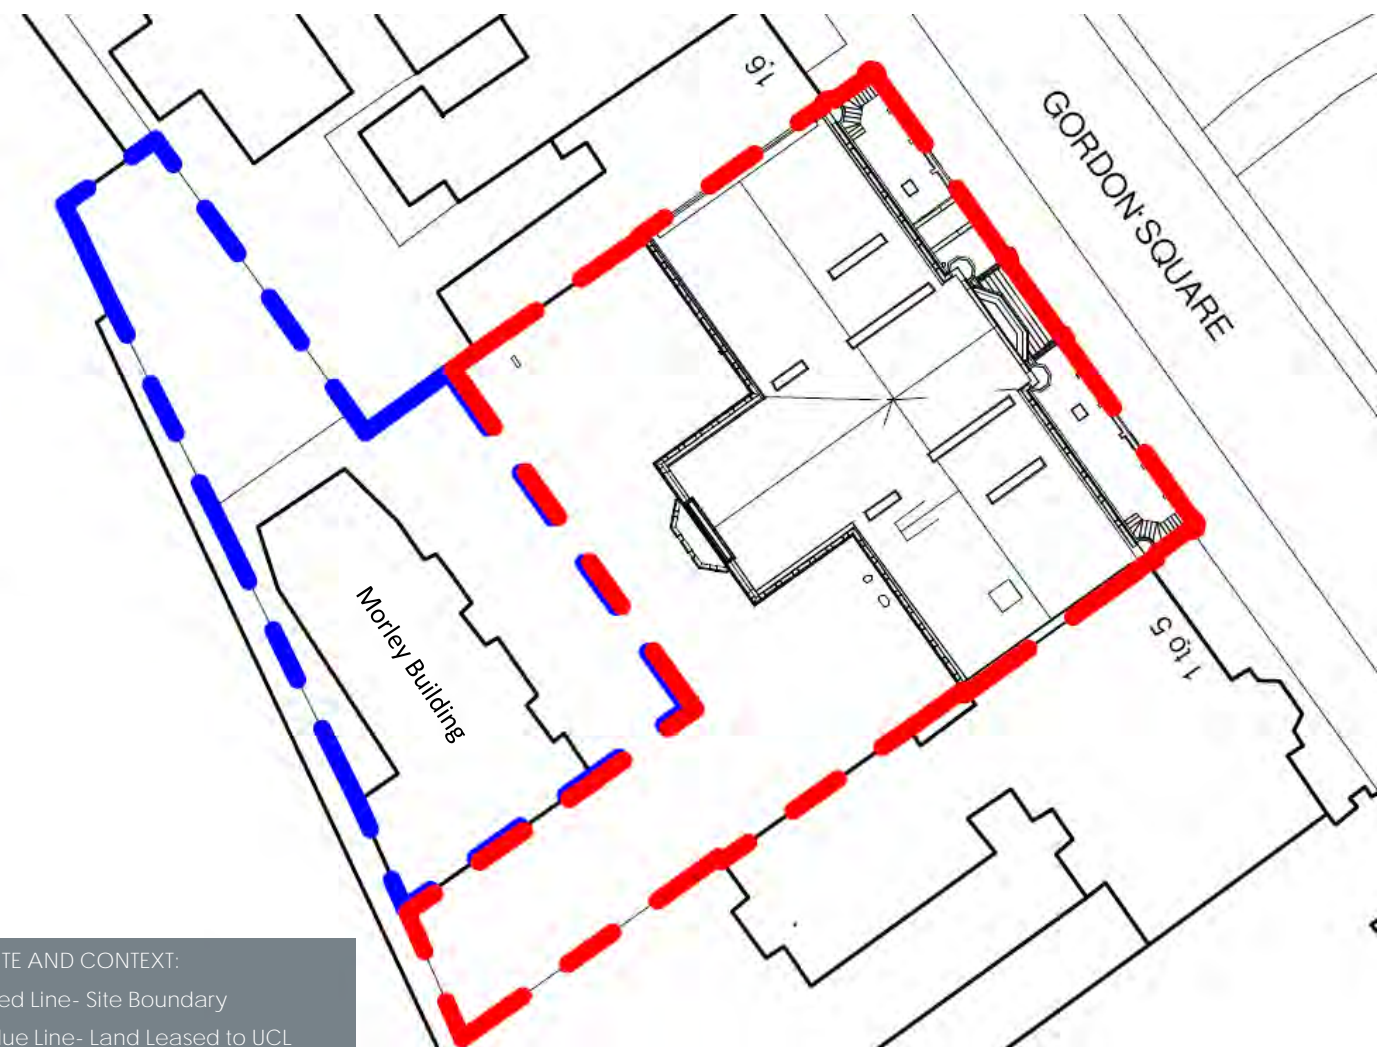 16
GORDON SQUARE
1 to 5
Morley Building
TE AND CONTEXT:
ed Line- Site Boundary
lue Line- Land Leased to UCL